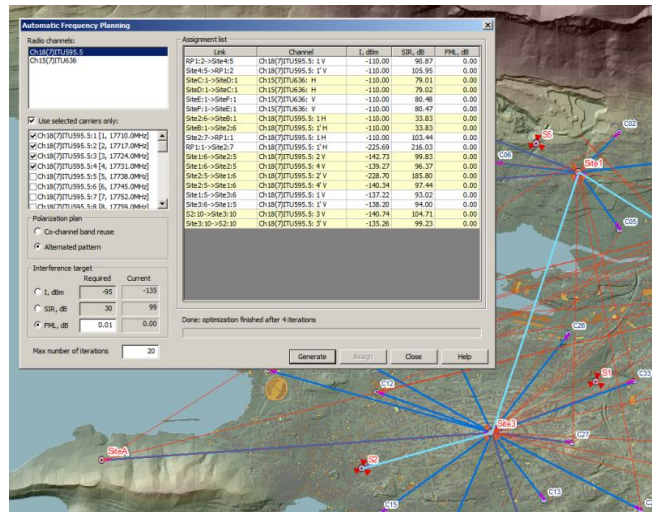 Automatic Frequency Planning
Radio channels:
Ch18(7)ITU595.5
Ch15(7)ITU636
Use selected carriers only:
Ch18(7)ITU595.5:1 [1, 17710.0MHz]
Ch18(7)ITU595.5:2 [2, 17717.0MHz]
Ch18(7)ITU595.5:3 [3, 17724.0MHz]
Ch18(7)ITU595.5:4 [4, 17731.0MHz]
Ch18(7)ITU595.5:5 [5, 17738.0MHz]
Ch18(7)ITU595.5:6 [6, 17745.0MHz]
Ch18(7)ITU595.5:7 [7, 17752.0MHz]
Ch18(7)ITU595.5:8 [8, 17759.0MHz]
Polarization plan
Co-channel band reuse
Alternated pattern
Interference target
Required Current
I, dBm -95 -135
SIR, dB 30 99
FML, dB 0.01 0.00
Max number of iterations 20
Assignment list
Link Channel I, dBm SIR, dB FML, dB
RP1:2->Site4:5 Ch18(7)ITU595.5: 1 V -110.00 90.87 0.00
Site4:5->RP1:2 Ch18(7)ITU595.5: 1' V -110.00 105.95 0.00
SiteC:1->SiteD:1 Ch15(7)ITU636: H -110.00 79.01 0.00
SiteD:1->SiteC:1 Ch15(7)ITU636: H -110.00 79.02 0.00
SiteE:1->SiteF:1 Ch15(7)ITU636: V -110.00 80.48 0.00
SiteF:1->SiteE:1 Ch15(7)ITU636: V -110.00 80.47 0.00
Site2:6->SiteB:1 Ch18(7)ITU595.5: 1 H -110.00 33.83 0.00
SiteB:1->Site2:6 Ch18(7)ITU595.5: 1' H -110.00 33.83 0.00
Site2:7->RP1:1 Ch18(7)ITU595.5: 1 H -110.00 103.44 0.00
RP1:1->Site2:7 Ch18(7)ITU595.5: 1' H -225.69 216.03 0.00
Site1:6->Site2:5 Ch18(7)ITU595.5: 2 V -142.73 99.83 0.00
Site1:6->Site2:5 Ch18(7)ITU595.5: 4 V -139.27 96.37 0.00
Site2:5->Site1:6 Ch18(7)ITU595.5: 2' V -228.70 185.80 0.00
Site2:5->Site1:6 Ch18(7)ITU595.5: 4' V -140.34 97.44 0.00
Site1:5->Site3:6 Ch18(7)ITU595.5: 1 V -137.22 93.02 0.00
Site3:6->Site1:5 Ch18(7)ITU595.5: 1' V -138.20 94.00 0.00
S2:10->Site3:10 Ch18(7)ITU595.5: 3 V -140.74 104.71 0.00
Site3:10->S2:10 Ch18(7)ITU595.5: 3' V -135.26 99.23 0.00
Done: optimization finished after 4 iterations
Generate Assign Close Help
C02
S5
C06
Site1
C05
C26
S1
C33
C12
Site3
C27
SiteA
S2
C13
C15